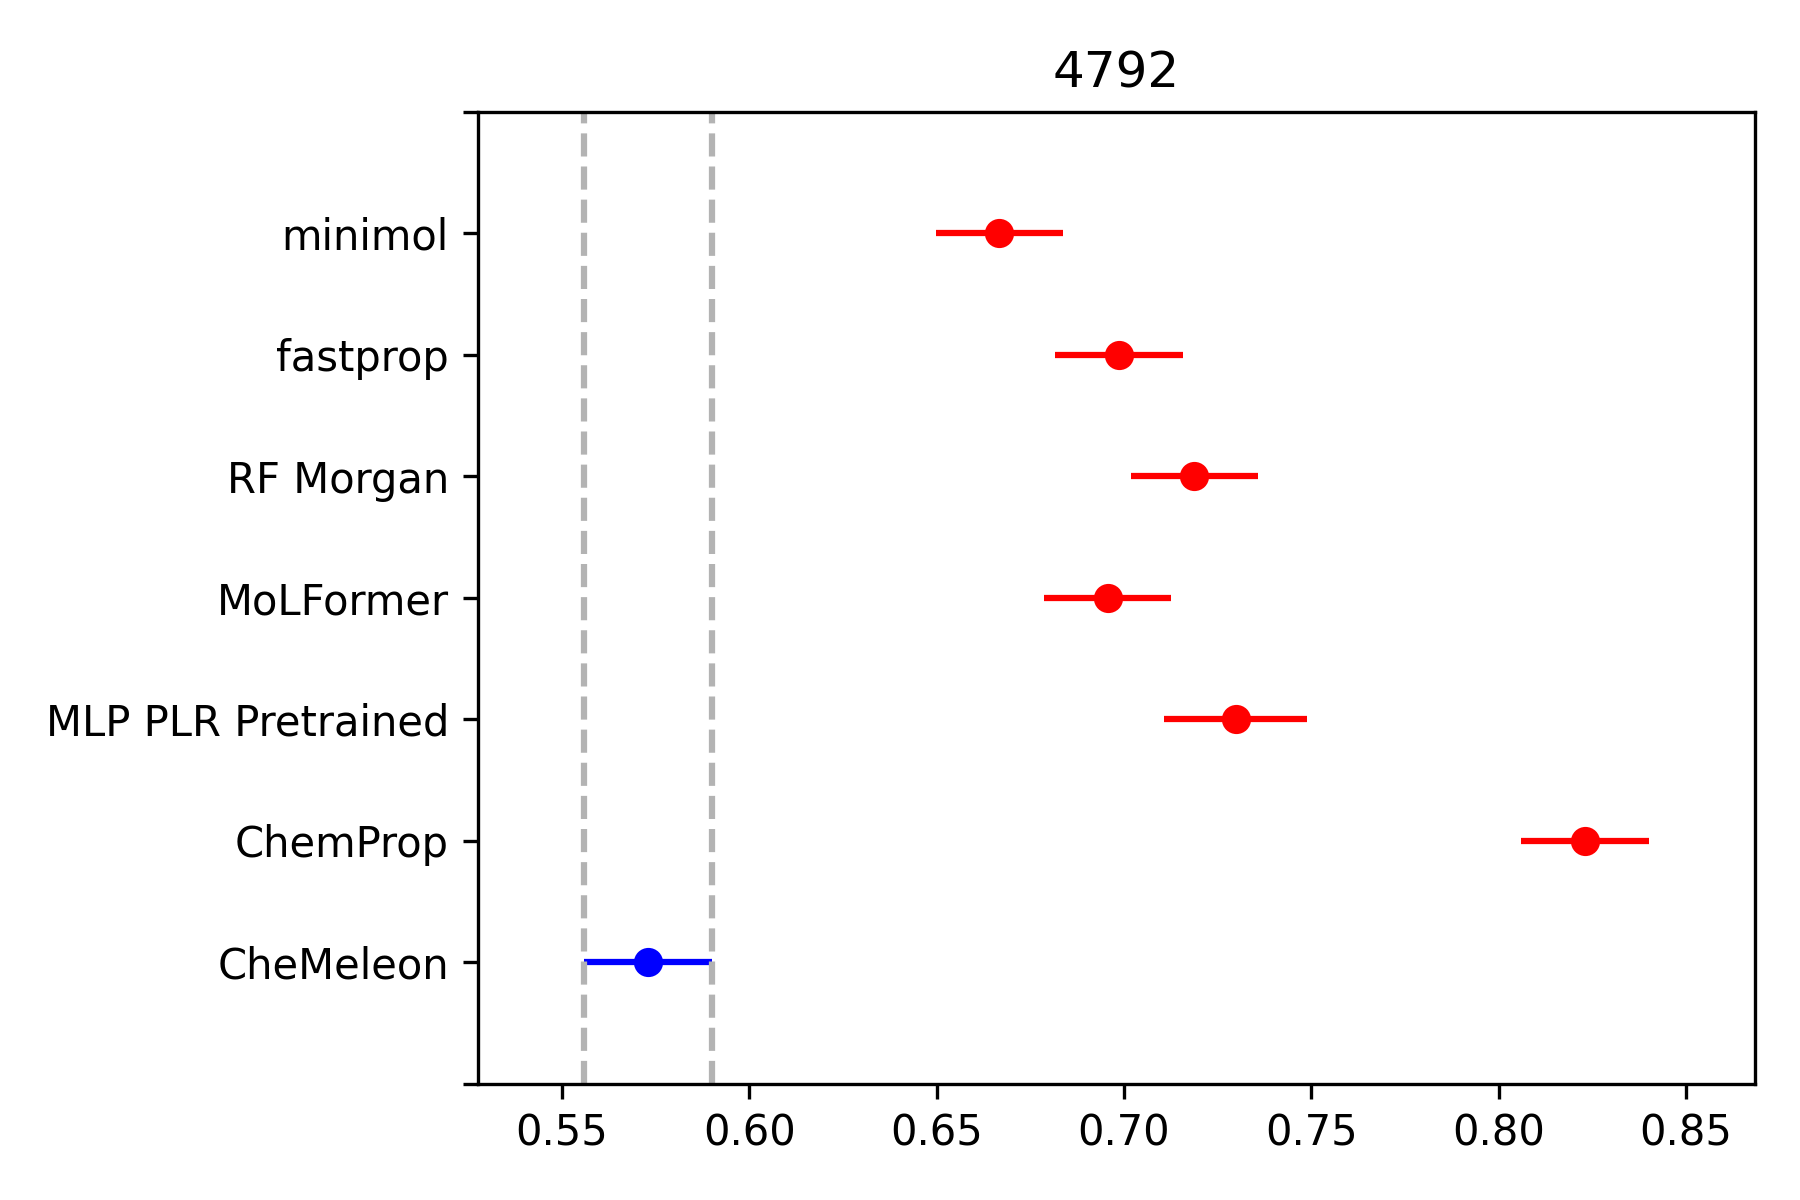 4792
minimol
fastprop
RF Morgan
MoLFormer
MLP PLR Pretrained
ChemProp
CheMeleon
0.55 0.60 0.65 0.70 0.75 0.80 0.85